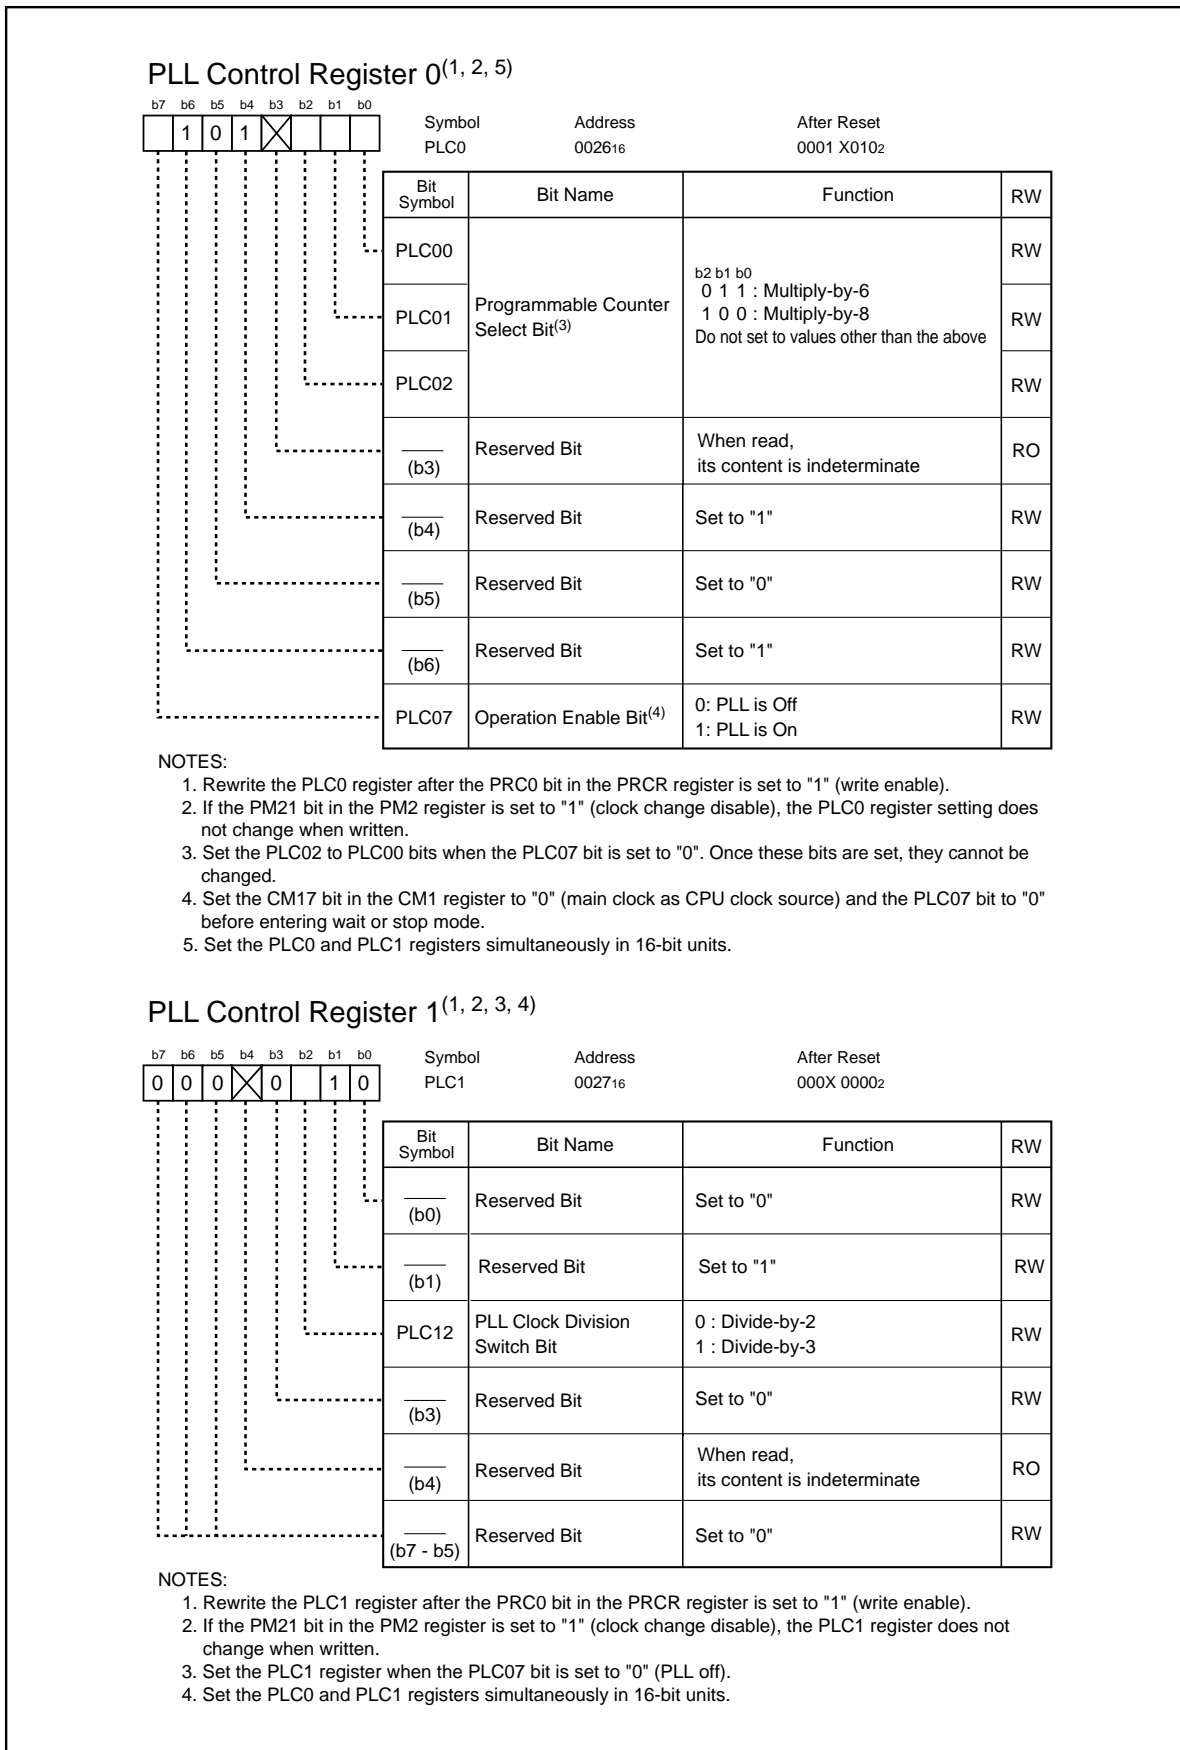 PLL Control Register 0(1, 2, 5)
b7 b6 b5 b4 b3 b2 b1 b0
1 0 1
Symbol Address After Reset
PLC0 002616 0001 X0102
Bit Symbol Bit Name Function RW
PLC00 RW
PLC01 RW
PLC02 RW
Programmable Counter
Select Bit(3)
b2 b1 b0
0 1 1 : Multiply-by-6
1 0 0 : Multiply-by-8
Do not set to values other than the above
(b3) Reserved Bit When read, RO
its content is indeterminate
(b4) Reserved Bit Set to "1" RW
(b5) Reserved Bit Set to "0" RW
(b6) Reserved Bit Set to "1" RW
PLC07 Operation Enable Bit(4) 0: PLL is Off RW
1: PLL is On
NOTES:
1. Rewrite the PLC0 register after the PRC0 bit in the PRCR register is set to "1" (write enable).
2. If the PM21 bit in the PM2 register is set to "1" (clock change disable), the PLC0 register setting does
not change when written.
3. Set the PLC02 to PLC00 bits when the PLC07 bit is set to "0". Once these bits are set, they cannot be
changed.
4. Set the CM17 bit in the CM1 register to "0" (main clock as CPU clock source) and the PLC07 bit to "0"
before entering wait or stop mode.
5. Set the PLC0 and PLC1 registers simultaneously in 16-bit units.
PLL Control Register 1(1, 2, 3, 4)
b7 b6 b5 b4 b3 b2 b1 b0
0 0 0 0 1 0
Symbol Address After Reset
PLC1 002716 000X 00002
Bit Symbol Bit Name Function RW
(b0) Reserved Bit Set to "0" RW
(b1) Reserved Bit Set to "1" RW
PLC12 PLL Clock Division 0 : Divide-by-2 RW
Switch Bit 1 : Divide-by-3
(b3) Reserved Bit Set to "0" RW
(b4) Reserved Bit When read, RO
its content is indeterminate
(b7 - b5) Reserved Bit Set to "0" RW
NOTES:
1. Rewrite the PLC1 register after the PRC0 bit in the PRCR register is set to "1" (write enable).
2. If the PM21 bit in the PM2 register is set to "1" (clock change disable), the PLC1 register does not
change when written.
3. Set the PLC1 register when the PLC07 bit is set to "0" (PLL off).
4. Set the PLC0 and PLC1 registers simultaneously in 16-bit units.